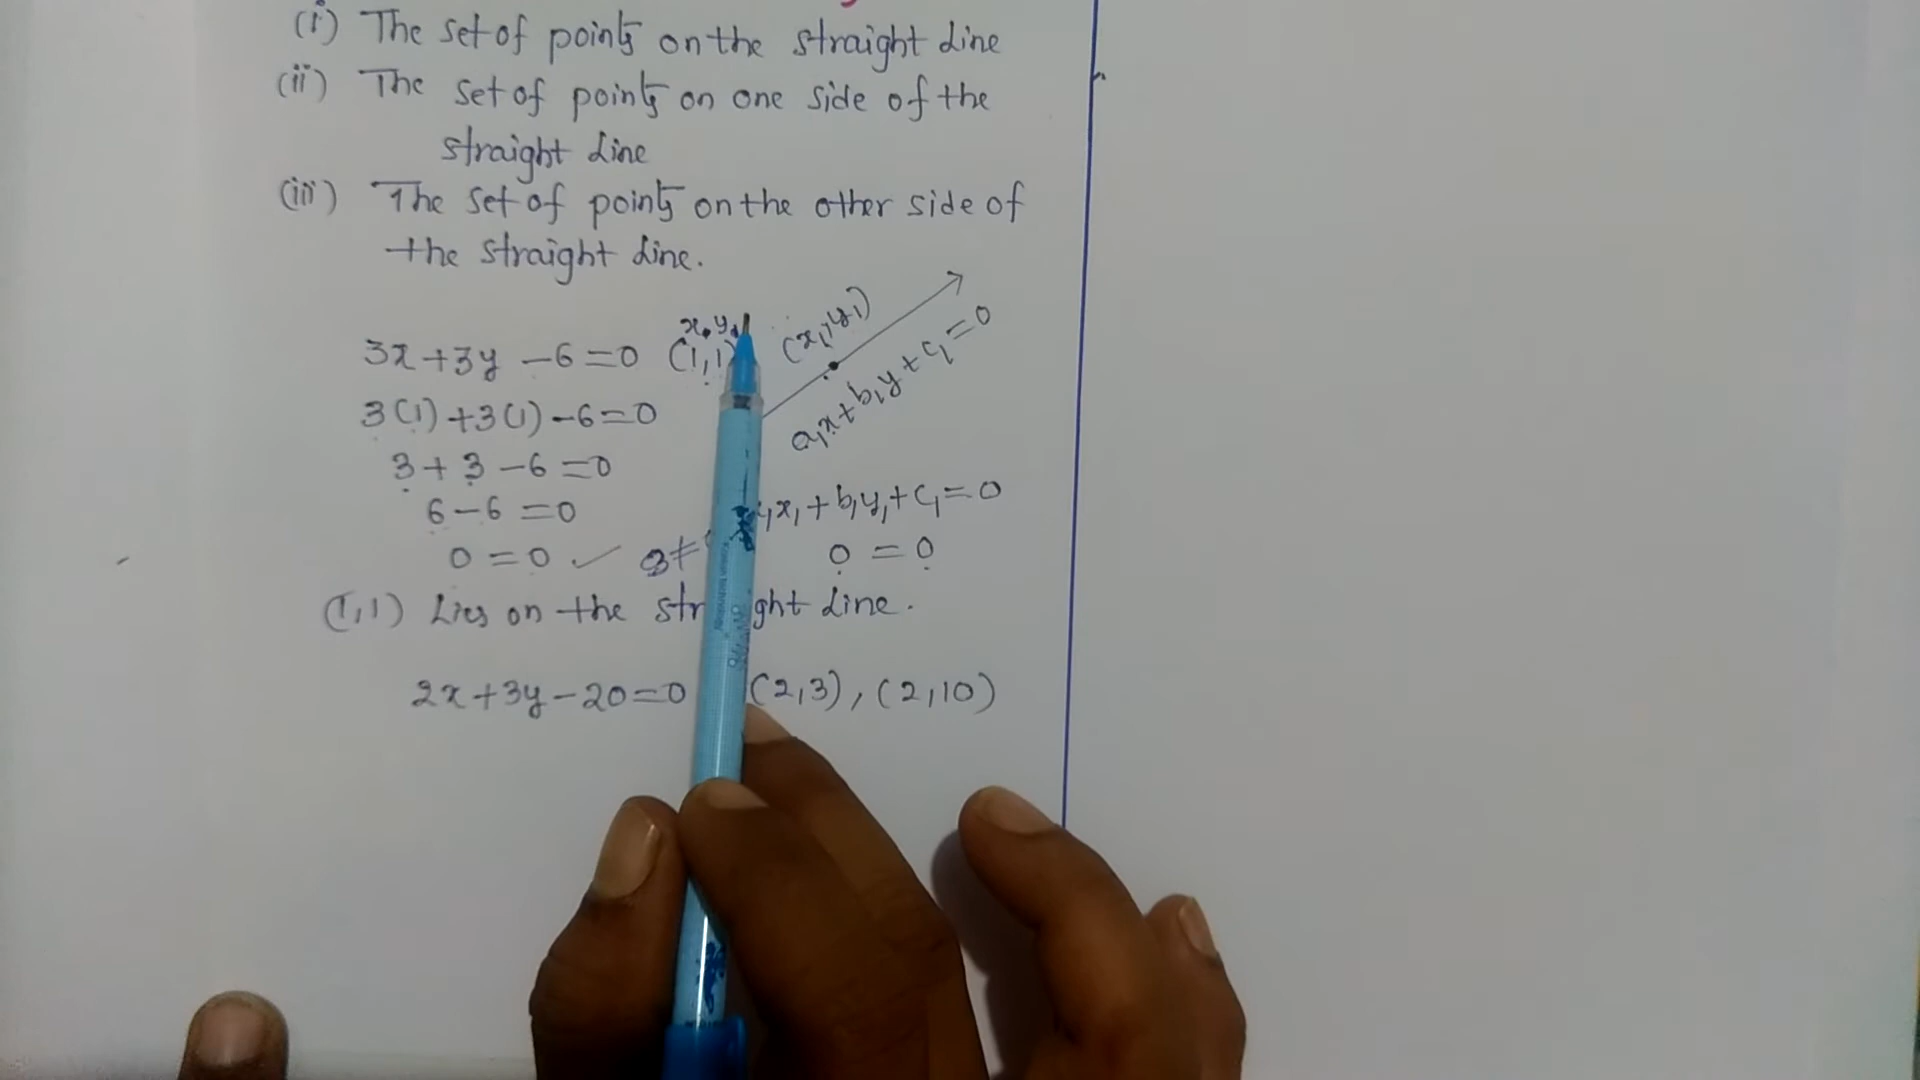 (i) The set of points on the straight line
(ii) The set of points on one side of the
straight line
(iii) The set of points on the other side of
the straight line.
3x+3y-6=0 (1,1)
x, y,
(x₁,y₁)
a₁x+b₁y+c₁=0
3(1)+3(1)-6=0
3+3-6=0
6-6=0
x₁+b₁y₁+c₁=0
0=0 ✓
0=0
(1,1) Lies on the straight line.
2x+3y-20=0 (2,3), (2,10)